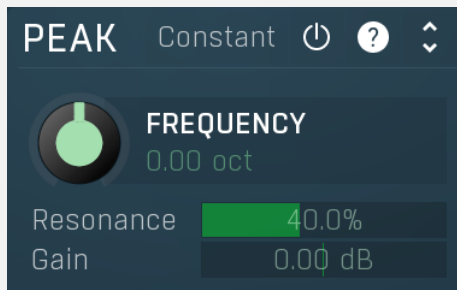 PEAK Constant ?
FREQUENCY
0.00 oct
Resonance 40.0%
Gain 0.00 dB